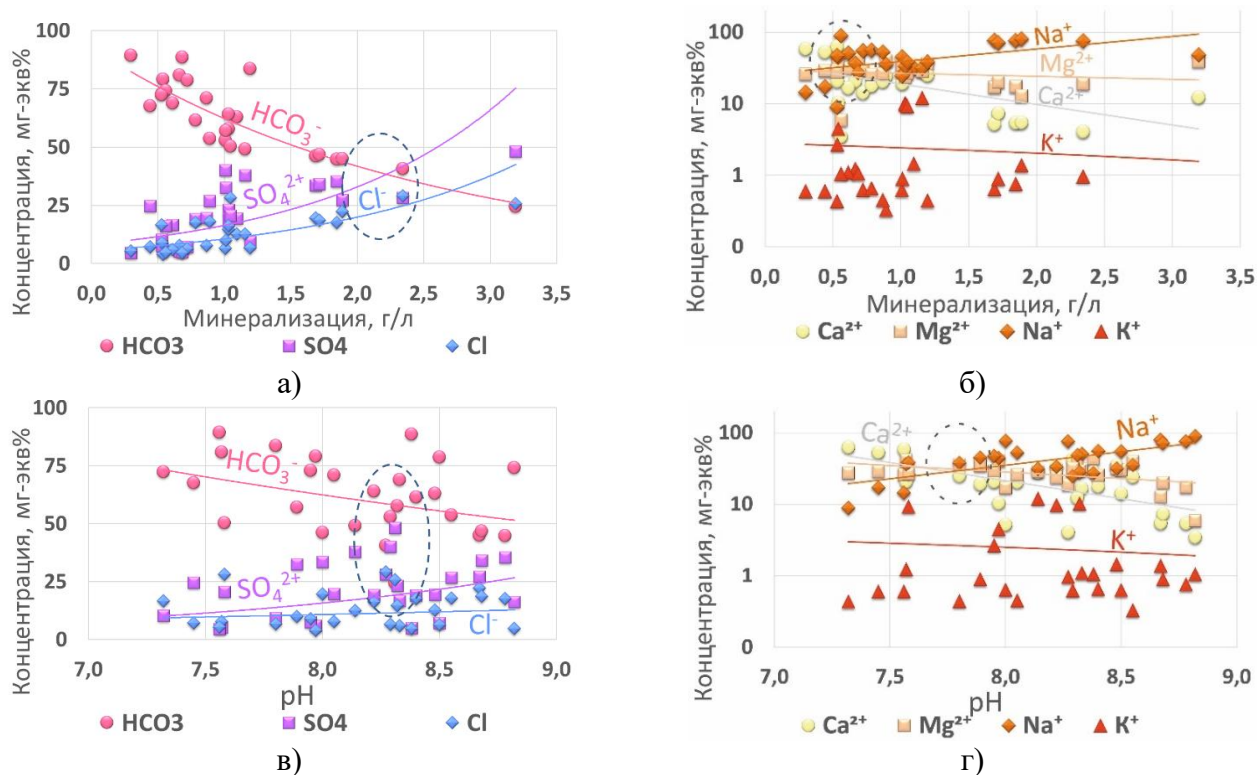 Концентрация, мг-экв%
100
75
50
25
0
HCO₃⁻
SO₄²⁺
Cl⁻
0,0 0,5 1,0 1,5 2,0 2,5 3,0 3,5
Минерализация, г/л
HCO3 SO4 Cl
а)
Концентрация, мг-экв%
100
10
1
0
Na⁺
Mg²⁺
Ca²⁺
K⁺
0,0 0,5 1,0 1,5 2,0 2,5 3,0 3,5
Минерализация, г/л
Ca²⁺ Mg²⁺ Na⁺ K⁺
б)
Концентрация, мг-экв%
100
75
50
25
0
HCO₃⁻
SO₄²⁺
Cl⁻
7,0 7,5 8,0 8,5 9,0
pH
HCO3 SO4 Cl
в)
Концентрация, мг-экв%
100
10
1
0
Ca²⁺
Na⁺
K⁺
7,0 7,5 8,0 8,5 9,0
pH
Ca²⁺ Mg²⁺ Na⁺ K⁺
г)